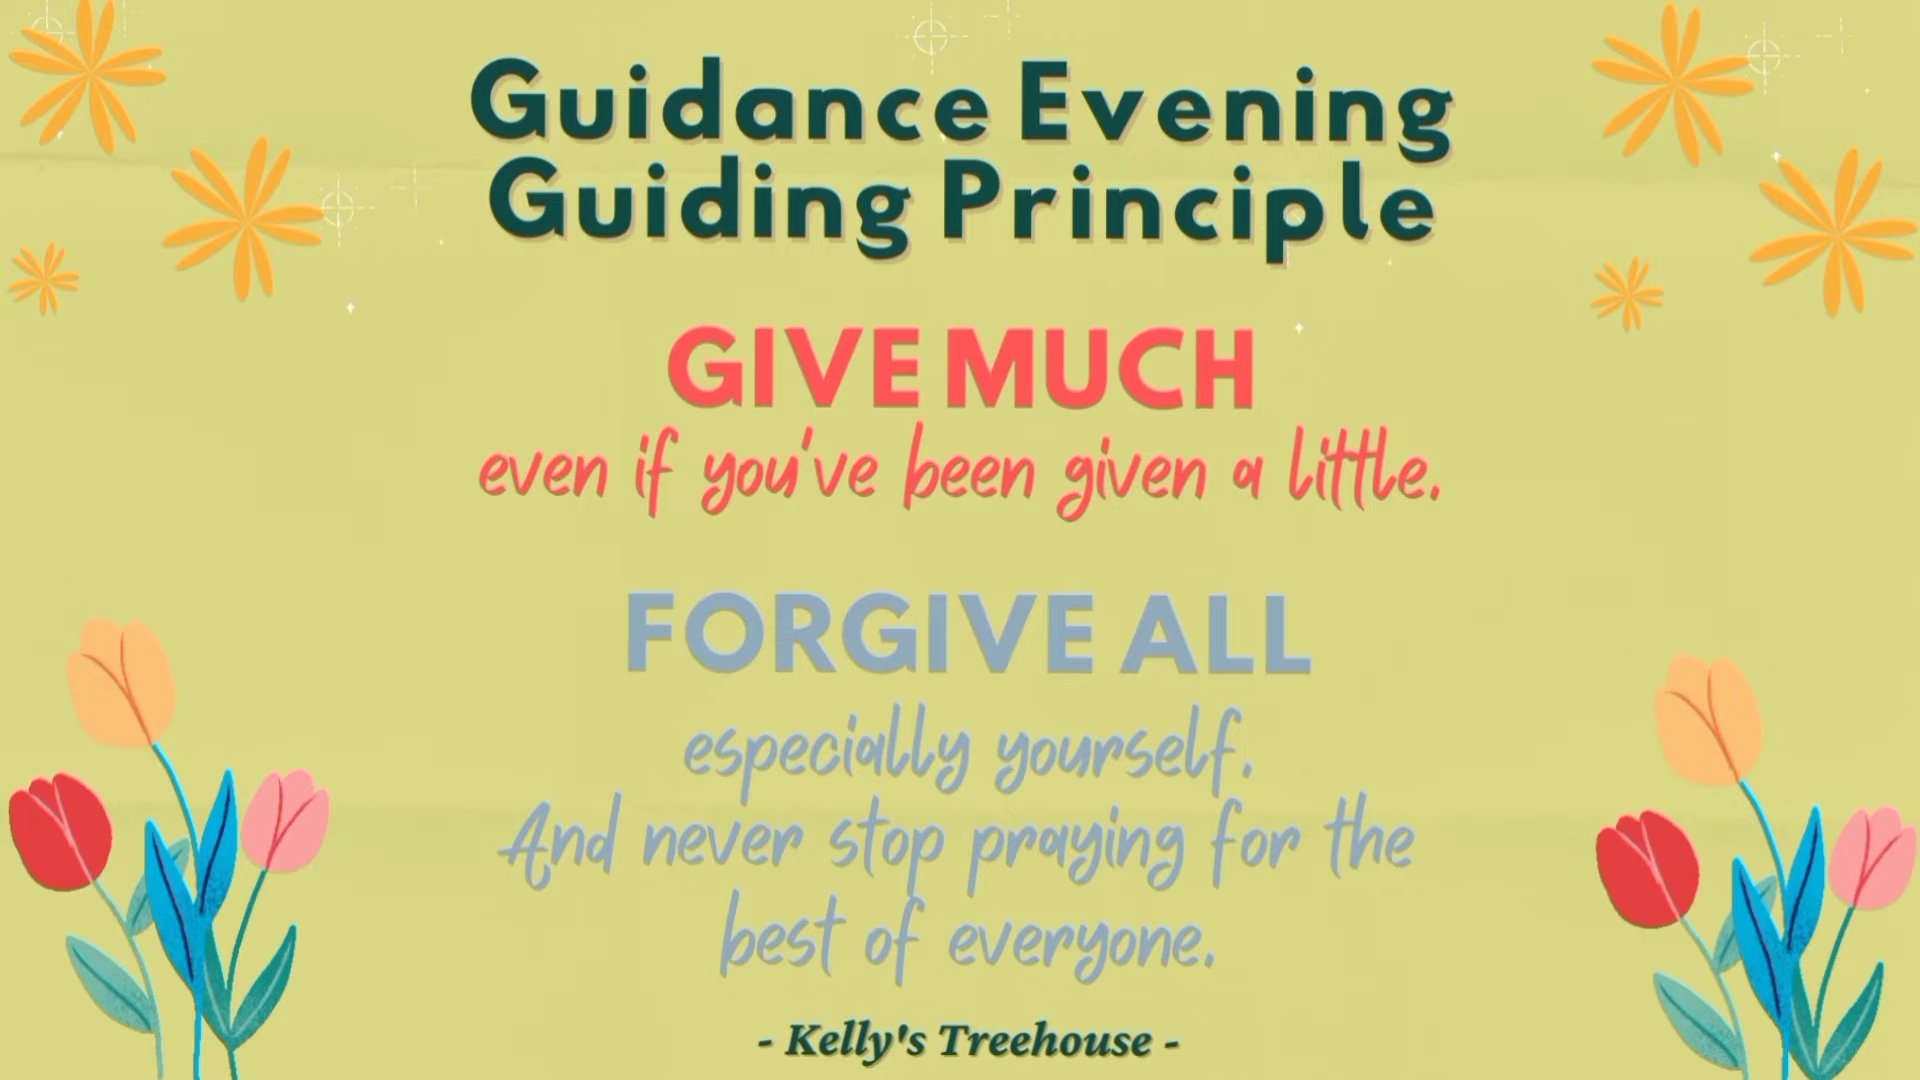 Guidance Evening
Guiding Principle
GIVE MUCH
even if you've been given a little.
FORGIVE ALL
especially yourself.
And never stop praying for the
best of everyone.
- Kelly's Treehouse -